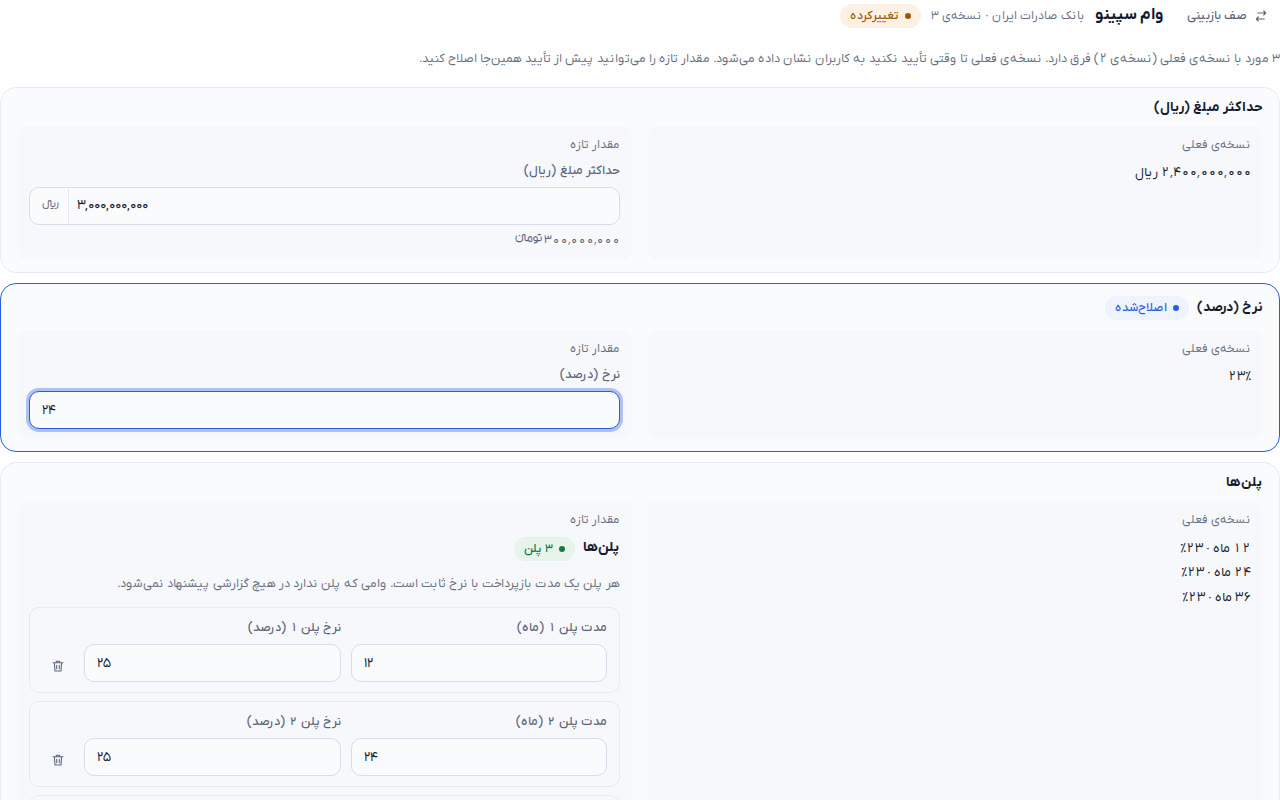 صف بازبینی وام سپینو بانک صادرات ایران · نسخه‌ی ۳ تغییرکرده
۳ مورد با نسخه‌ی فعلی (نسخه‌ی ۲) فرق دارد. نسخه‌ی فعلی تا وقتی تأیید نکنید به کاربران نشان داده می‌شود. مقدار تازه را می‌توانید پیش از تأیید همین‌جا اصلاح کنید.
حداکثر مبلغ (ریال)
نسخه‌ی فعلی
۲,۴۰۰,۰۰۰,۰۰۰ ریال
مقدار تازه
حداکثر مبلغ (ریال)
۳,۰۰۰,۰۰۰,۰۰۰ ریال
۳۰۰,۰۰۰,۰۰۰ تومان
نرخ (درصد) اصلاح‌شده
نسخه‌ی فعلی
۲۳٪
مقدار تازه
نرخ (درصد)
۲۴
پلن‌ها
نسخه‌ی فعلی
۱۲ ماه · ۲۳٪
۲۴ ماه · ۲۳٪
۳۶ ماه · ۲۳٪
مقدار تازه
پلن‌ها ۳ پلن
هر پلن یک مدت بازپرداخت با نرخ ثابت است. وامی که پلن ندارد در هیچ گزارشی پیشنهاد نمی‌شود.
مدت پلن ۱ (ماه) نرخ پلن ۱ (درصد)
۱۲ ۲۵
مدت پلن ۲ (ماه) نرخ پلن ۲ (درصد)
۲۴ ۲۵